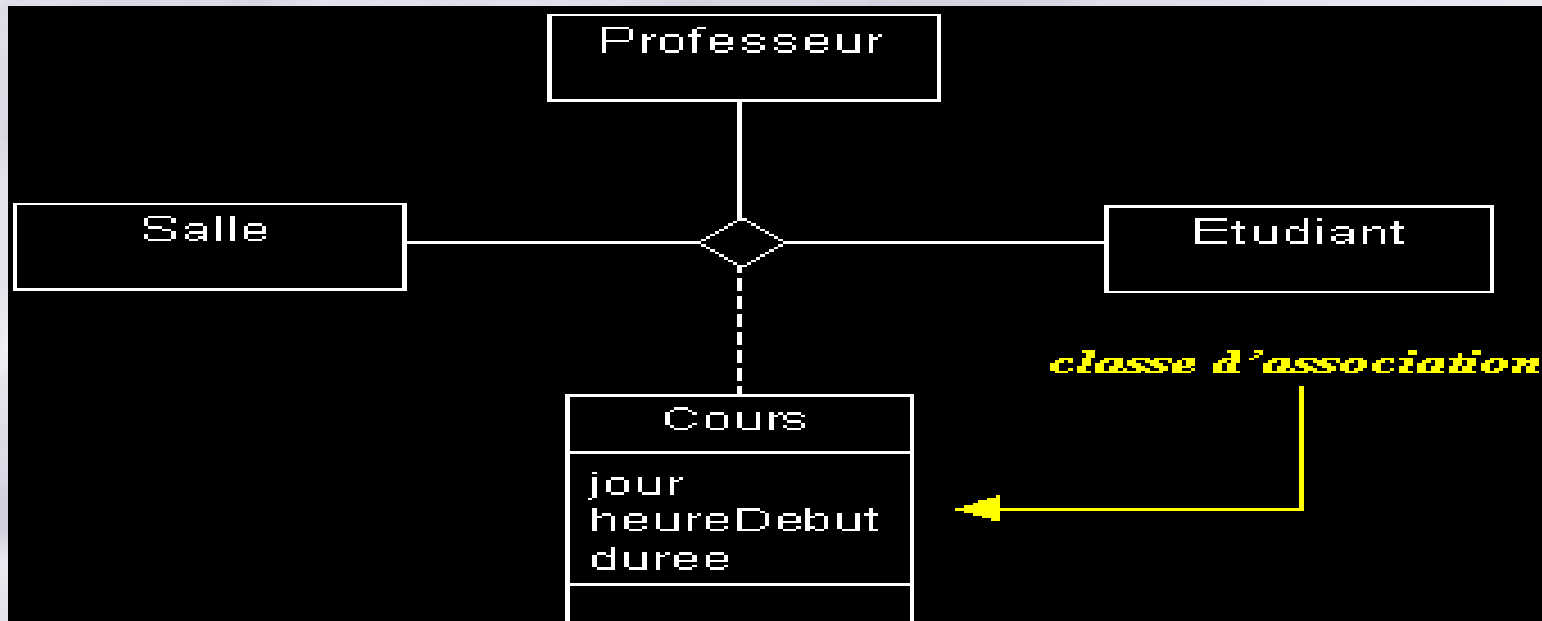 Professeur
Salle
Etudiant
classe d'association
Cours
jour
heureDebut
duree